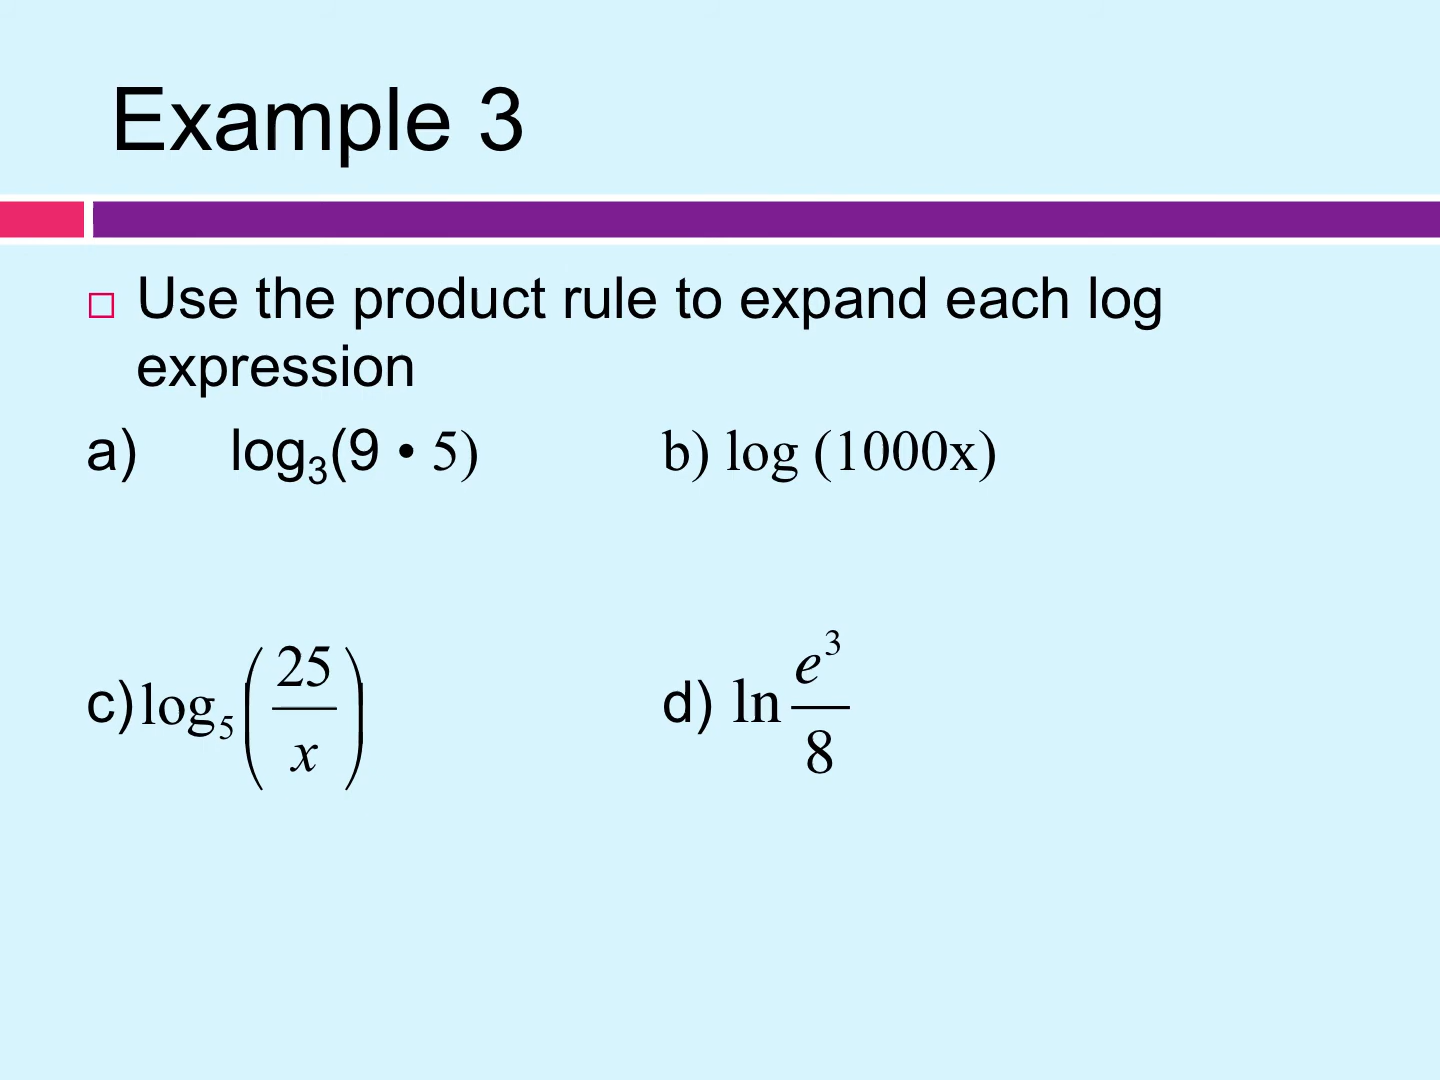 Example 3
□ Use the product rule to expand each log
expression
a) log₃(9 • 5) b) log (1000x)
c) log₅(25/x) d) ln e³/8